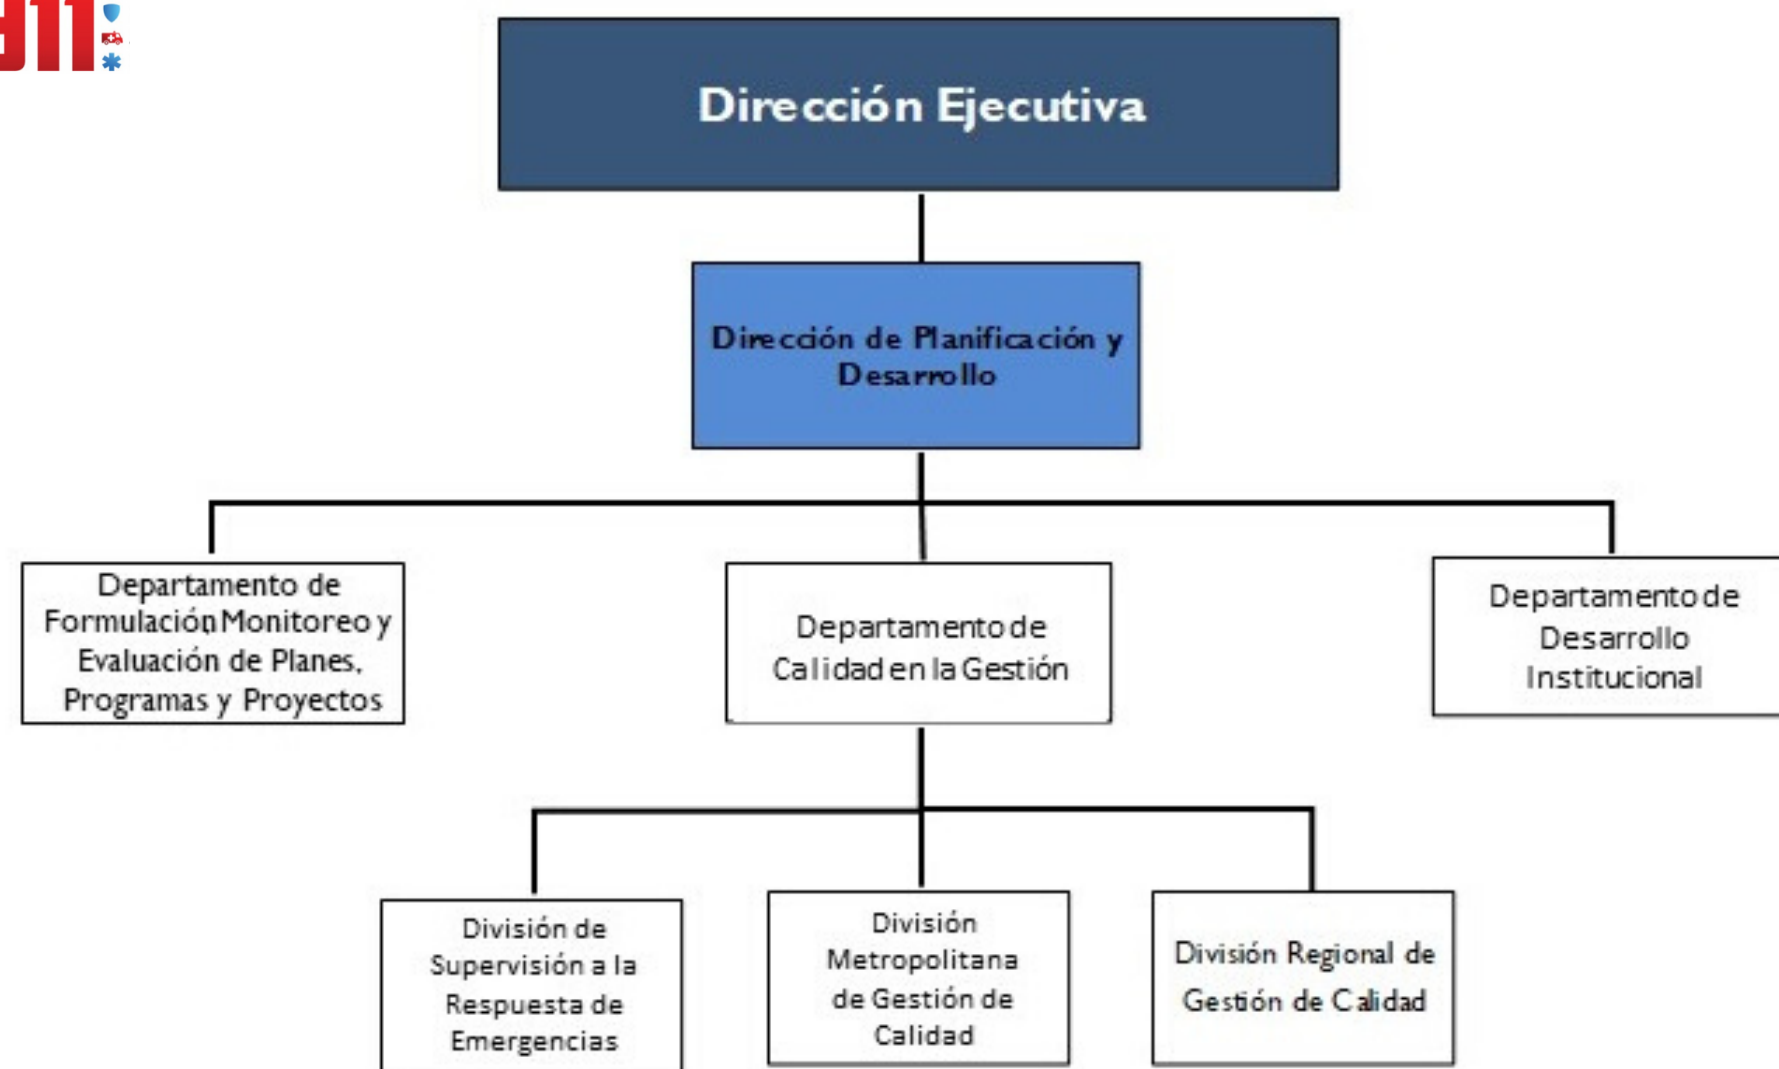 911
Dirección Ejecutiva
Dirección de Planificación y
Desarrollo
Departamento de
Formulación, Monitoreo y
Evaluación de Planes,
Programas y Proyectos
Departamento de
Calidad en la Gestión
Departamento de
Desarrollo
Institucional
División de
Supervisión a la
Respuesta de
Emergencias
División
Metropolitana
de Gestión de
Calidad
División Regional de
Gestión de Calidad